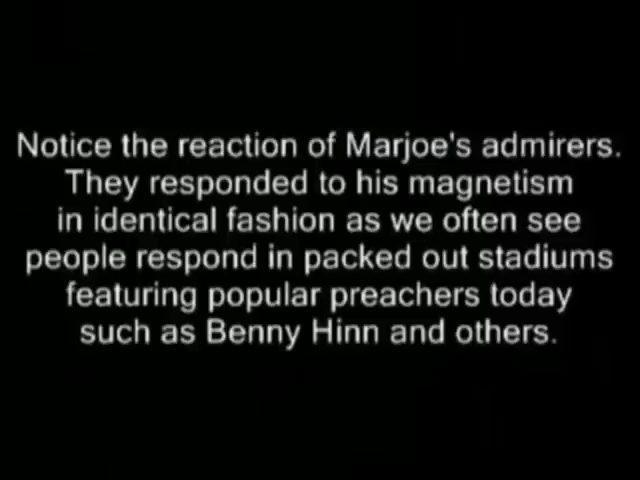 Notice the reaction of Marjoe's admirers.
They responded to his magnetism
in identical fashion as we often see
people respond in packed out stadiums
featuring popular preachers today
such as Benny Hinn and others.